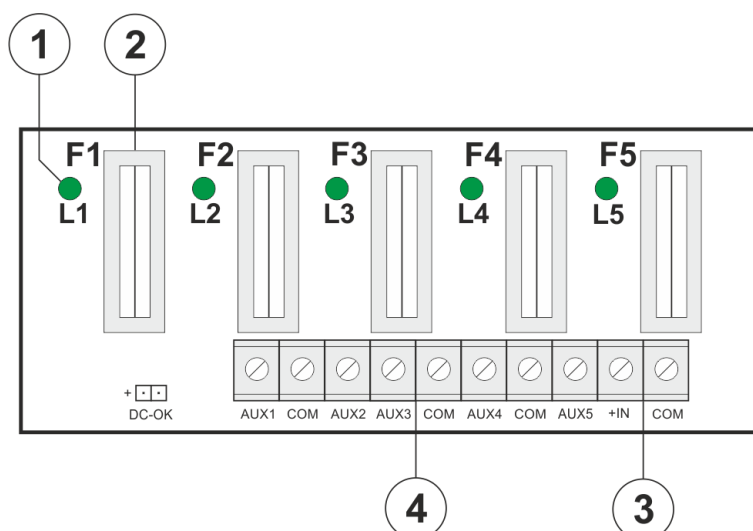 1 2
F1 F2 F3 F4 F5
L1 L2 L3 L4 L5
+
DC-OK AUX1 COM AUX2 AUX3 COM AUX4 COM AUX5 +IN COM
4 3